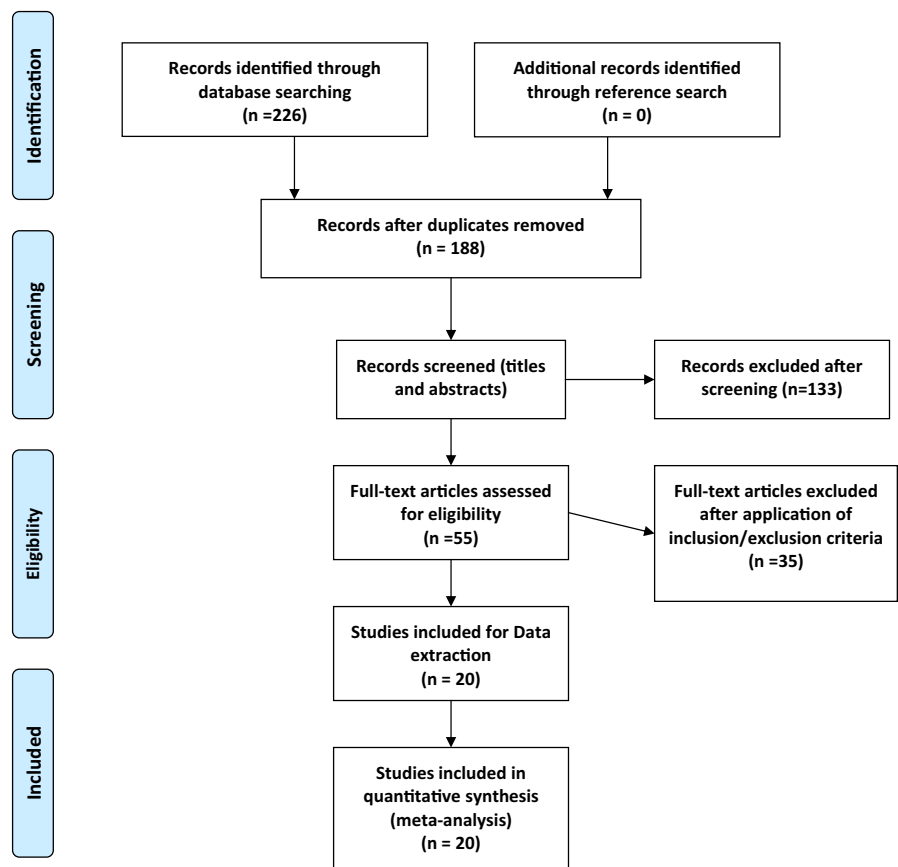 Identification
Records identified through
database searching
(n =226)
Additional records identified
through reference search
(n = 0)
Records after duplicates removed
(n = 188)
Screening
Records screened (titles
and abstracts)
Records excluded after
screening (n=133)
Eligibility
Full-text articles assessed
for eligibility
(n =55)
Full-text articles excluded
after application of
inclusion/exclusion criteria
(n =35)
Studies included for Data
extraction
(n = 20)
Included
Studies included in
quantitative synthesis
(meta-analysis)
(n = 20)